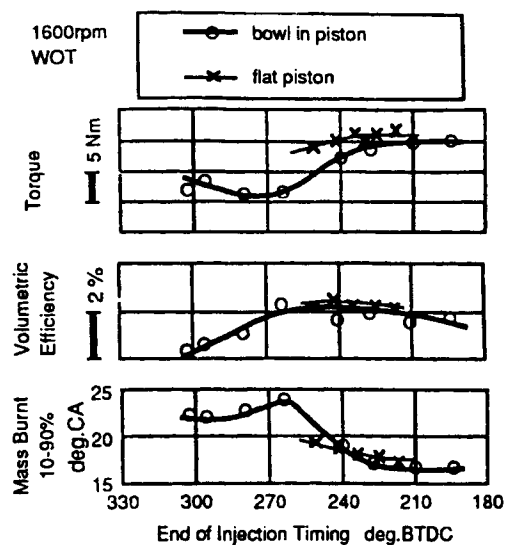 1600rpm
WOT
bowl in piston
flat piston
Torque
5 Nm
Volumetric
Efficiency
2 %
Mass Burnt
10-90%
deg.CA
25
20
15
330 300 270 240 210 180
End of Injection Timing deg.BTDC